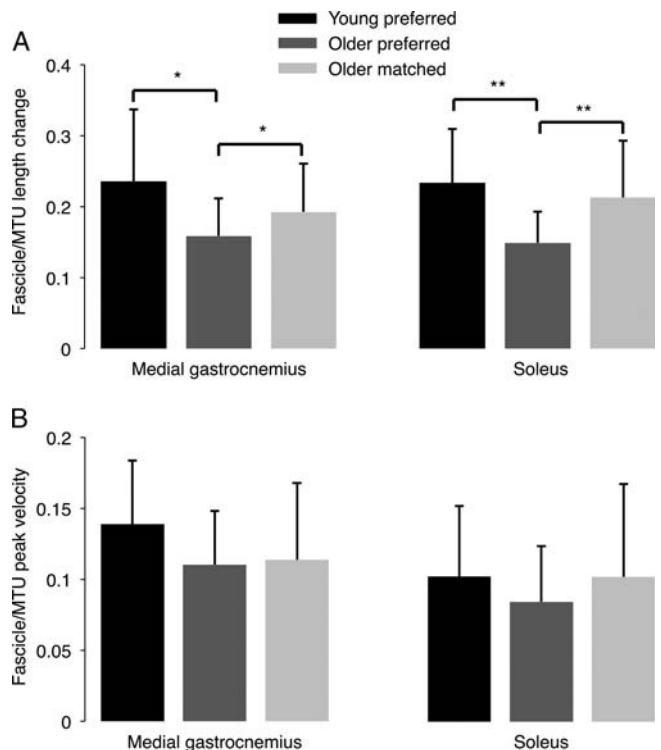 Young preferred
Older preferred
Older matched
A
Fascicle/MTU length change
0.4
0.3
0.2
0.1
0
*
*
**
**
Medial gastrocnemius
Soleus
B
Fascicle/MTU peak velocity
0.2
0.15
0.1
0.05
0
Medial gastrocnemius
Soleus